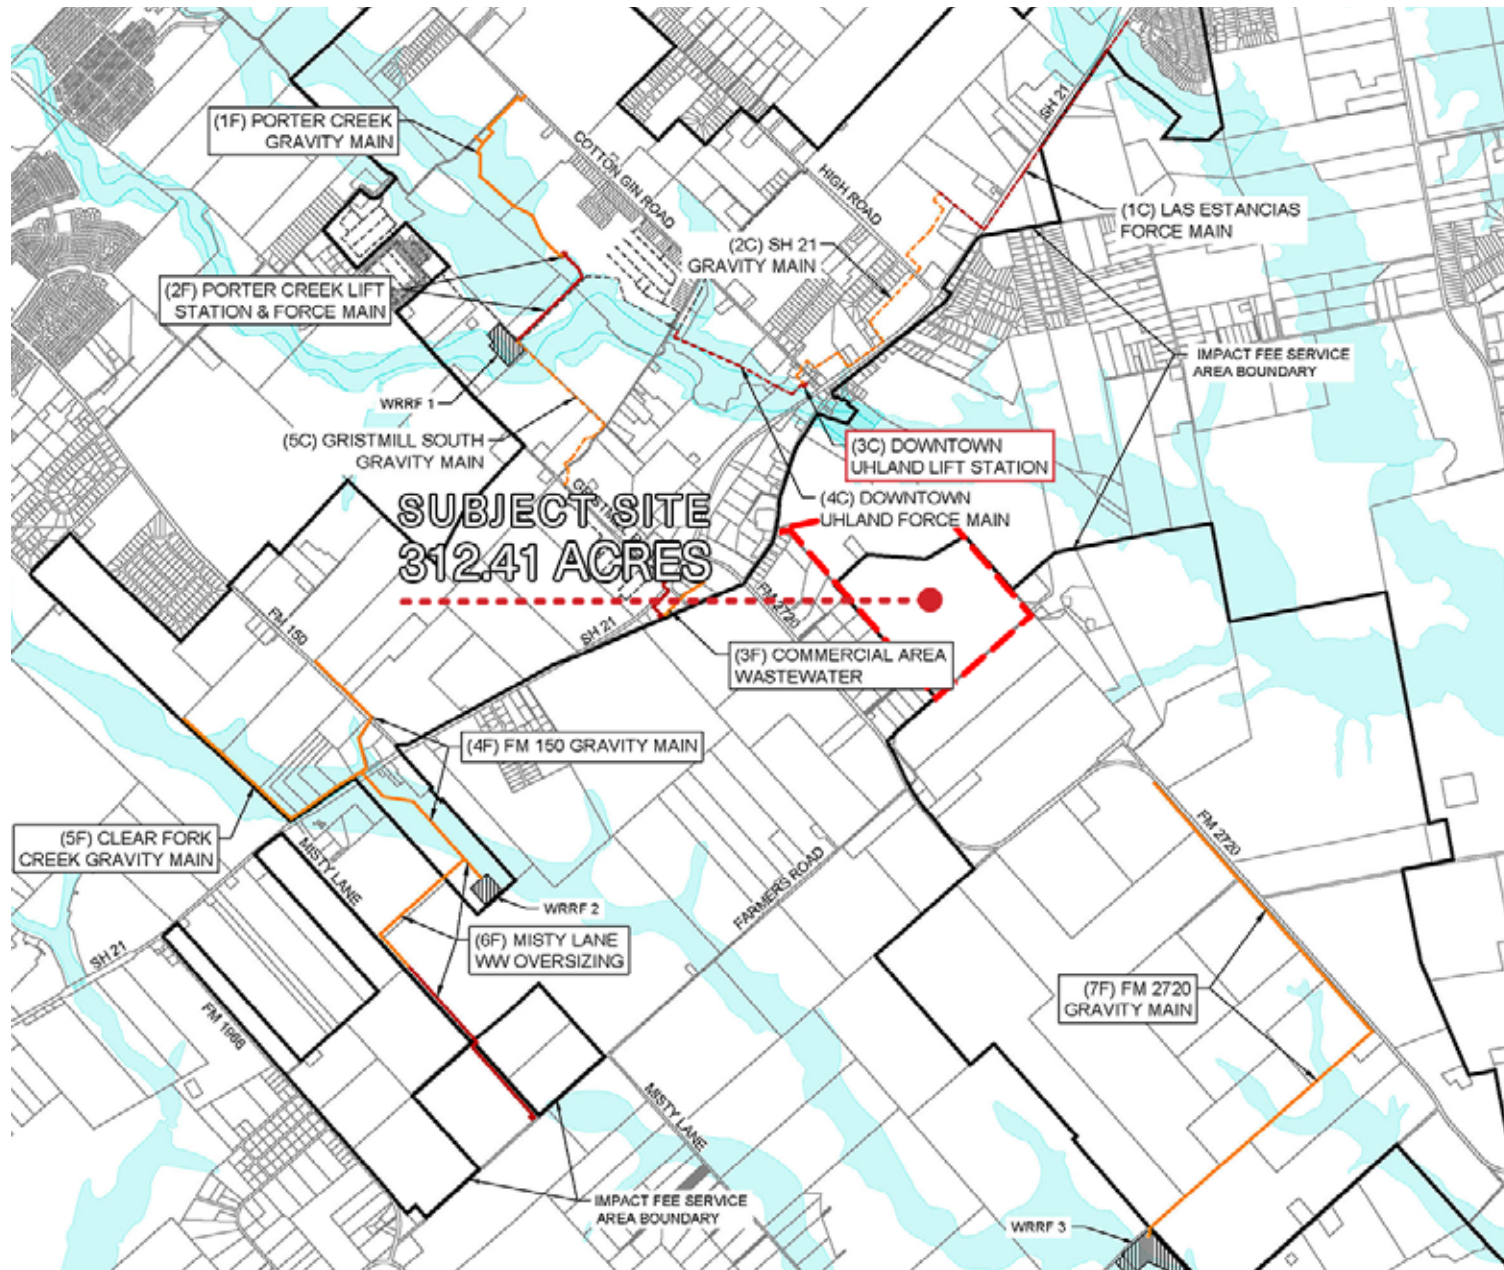 SH 21
(1F) PORTER CREEK
GRAVITY MAIN
COTTON GIN ROAD
HIGH ROAD
(1C) LAS ESTANCIAS
FORCE MAIN
(2C) SH 21
GRAVITY MAIN
(2F) PORTER CREEK LIFT
STATION & FORCE MAIN
IMPACT FEE SERVICE
AREA BOUNDARY
WRRF 1
(5C) GRISTMILL SOUTH
GRAVITY MAIN
(3C) DOWNTOWN
UHLAND LIFT STATION
(4C) DOWNTOWN
UHLAND FORCE MAIN
SUBJECT SITE
312.41 ACRES
FM 2720
FM 150
SH 21
(3F) COMMERCIAL AREA
WASTEWATER
(4F) FM 150 GRAVITY MAIN
(5F) CLEAR FORK
CREEK GRAVITY MAIN
MISTY LANE
FM 2720
FARMERS ROAD
WRRF 2
(6F) MISTY LANE
WW OVERSIZING
SH 21
FM 1966
(7F) FM 2720
GRAVITY MAIN
MISTY LANE
IMPACT FEE SERVICE
AREA BOUNDARY
WRRF 3